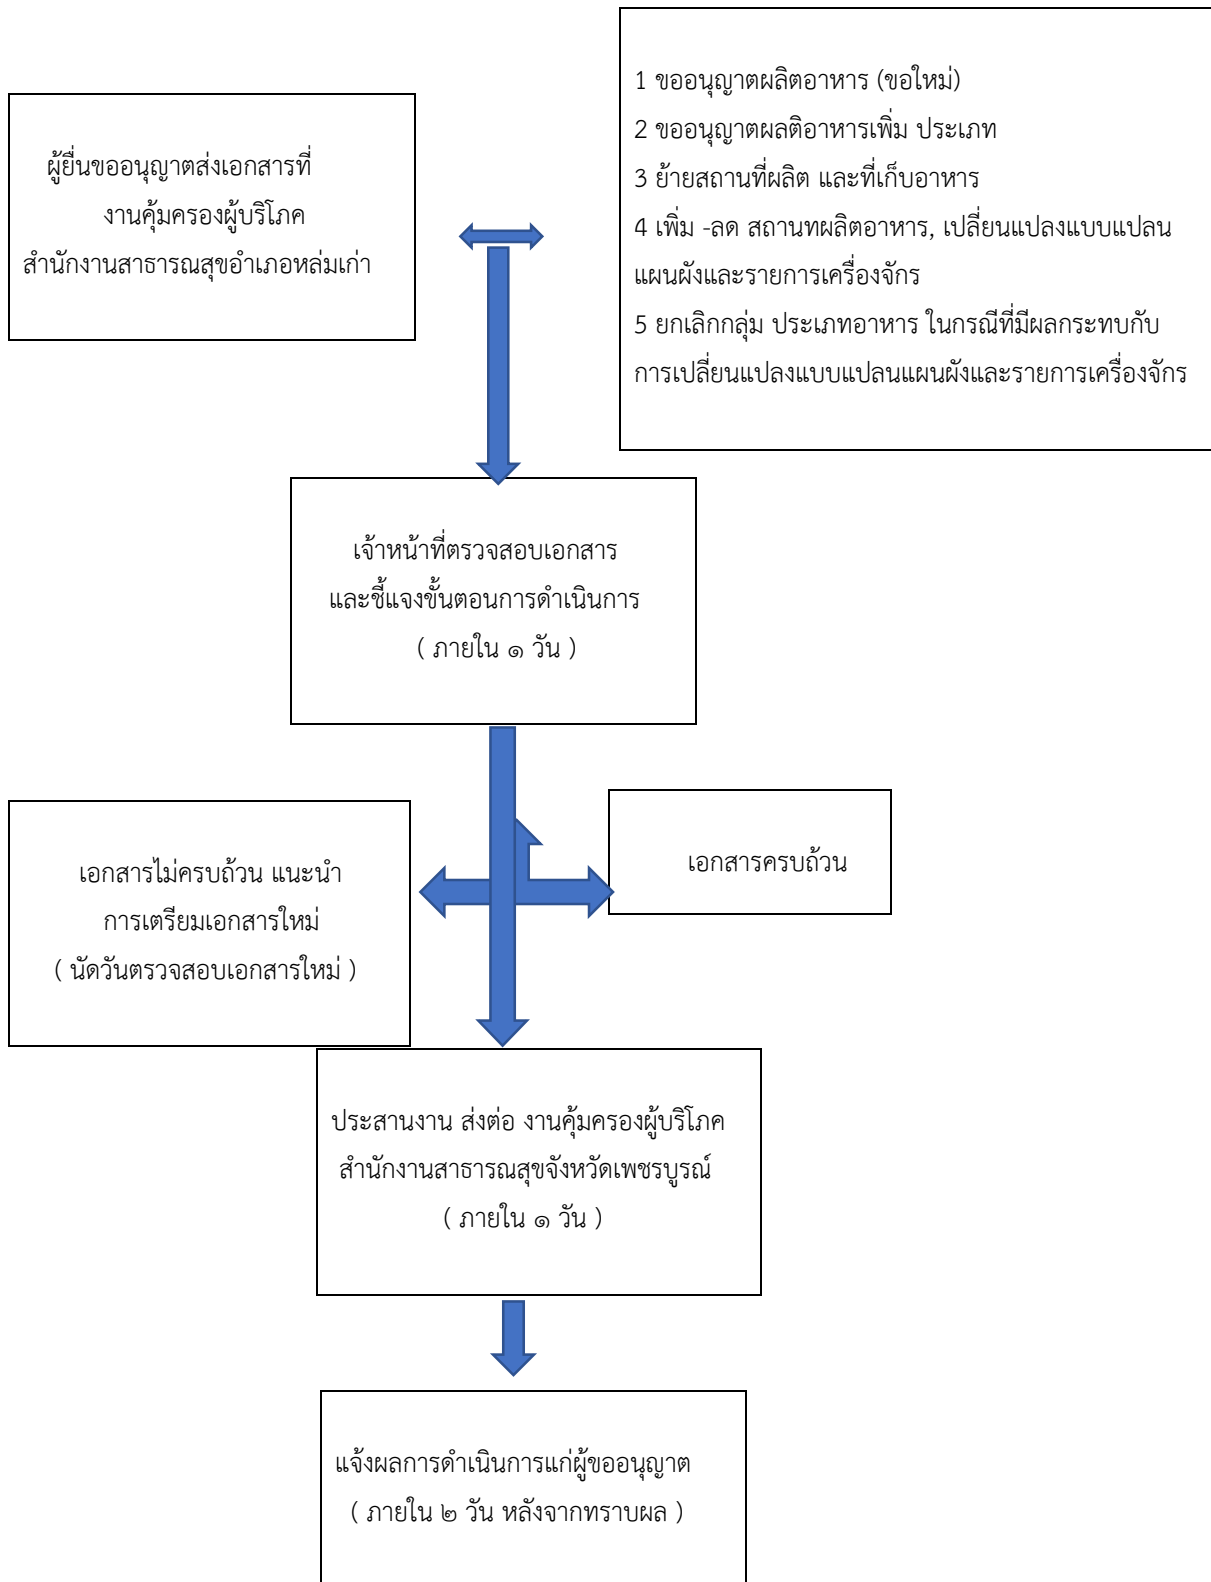 ผู้ยื่นขออนุญาตส่งเอกสารที่
งานคุ้มครองผู้บริโภค
สำนักงานสาธารณสุขอำเภอหล่มเก่า
1 ขออนุญาตผลิตอาหาร (ขอใหม่)
2 ขออนุญาตผลติอาหารเพิ่ม ประเภท
3 ย้ายสถานที่ผลิต และที่เก็บอาหาร
4 เพิ่ม -ลด สถานทผลิตอาหาร, เปลี่ยนแปลงแบบแปลน
แผนผังและรายการเครื่องจักร
5 ยกเลิกกลุ่ม ประเภทอาหาร ในกรณีที่มีผลกระทบกับ
การเปลี่ยนแปลงแบบแปลนแผนผังและรายการเครื่องจักร
เจ้าหน้าที่ตรวจสอบเอกสาร
และชี้แจงขั้นตอนการดำเนินการ
( ภายใน ๑ วัน )
เอกสารไม่ครบถ้วน แนะนำ
การเตรียมเอกสารใหม่
( นัดวันตรวจสอบเอกสารใหม่ )
เอกสารครบถ้วน
ประสานงาน ส่งต่อ งานคุ้มครองผู้บริโภค
สำนักงานสาธารณสุขจังหวัดเพชรบูรณ์
( ภายใน ๑ วัน )
แจ้งผลการดำเนินการแก่ผู้ขออนุญาต
( ภายใน ๒ วัน หลังจากทราบผล )